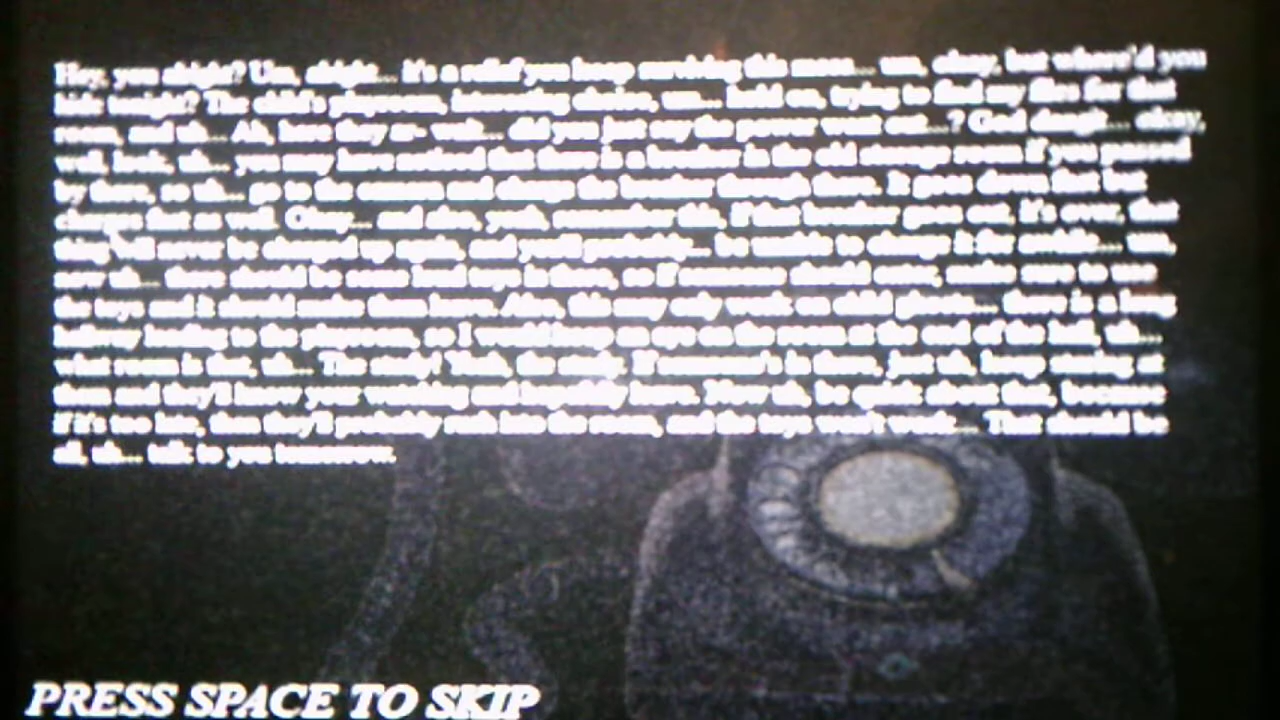 Hey, you alright? Um, alright... It's a relief you keep surviving this mess... um, okay, but where'd you
hide tonight? The child's playroom, interesting choice, um... hold on, trying to find my files for that
room, and uh... Ah, here they ar- wait... did you just say the power went out...? God dangit... okay,
well, look, uh... you may have noticed that there is a breaker in the old storage room if you passed
by there, so uh... go to the camera and charge the breaker through there. It goes down fast but
charges fast as well. Okay... and also, yeah, remember this, if that breaker goes out, it's over, that
thing will never be charged up again, and you'll probably... be unable to charge it for awhile... um,
now uh... there should be some loud toys in there, so if someone should enter, make sure to use
the toys and it should make them leave. Also, this may only work on child ghosts... there is a long
hallway leading to the playroom, so I would keep an eye on the room at the end of the hall, uh...
what room is that, uh... The study! Yeah, the study. If someone's in there, just uh, keep staring at
them and they'll know your watching and hopefully leave. Now uh, be quick about this, because
if it's too late, then they'll probably rush into the room, and the toys won't work... That should be
all, uh... talk to you tomorrow.
PRESS SPACE TO SKIP